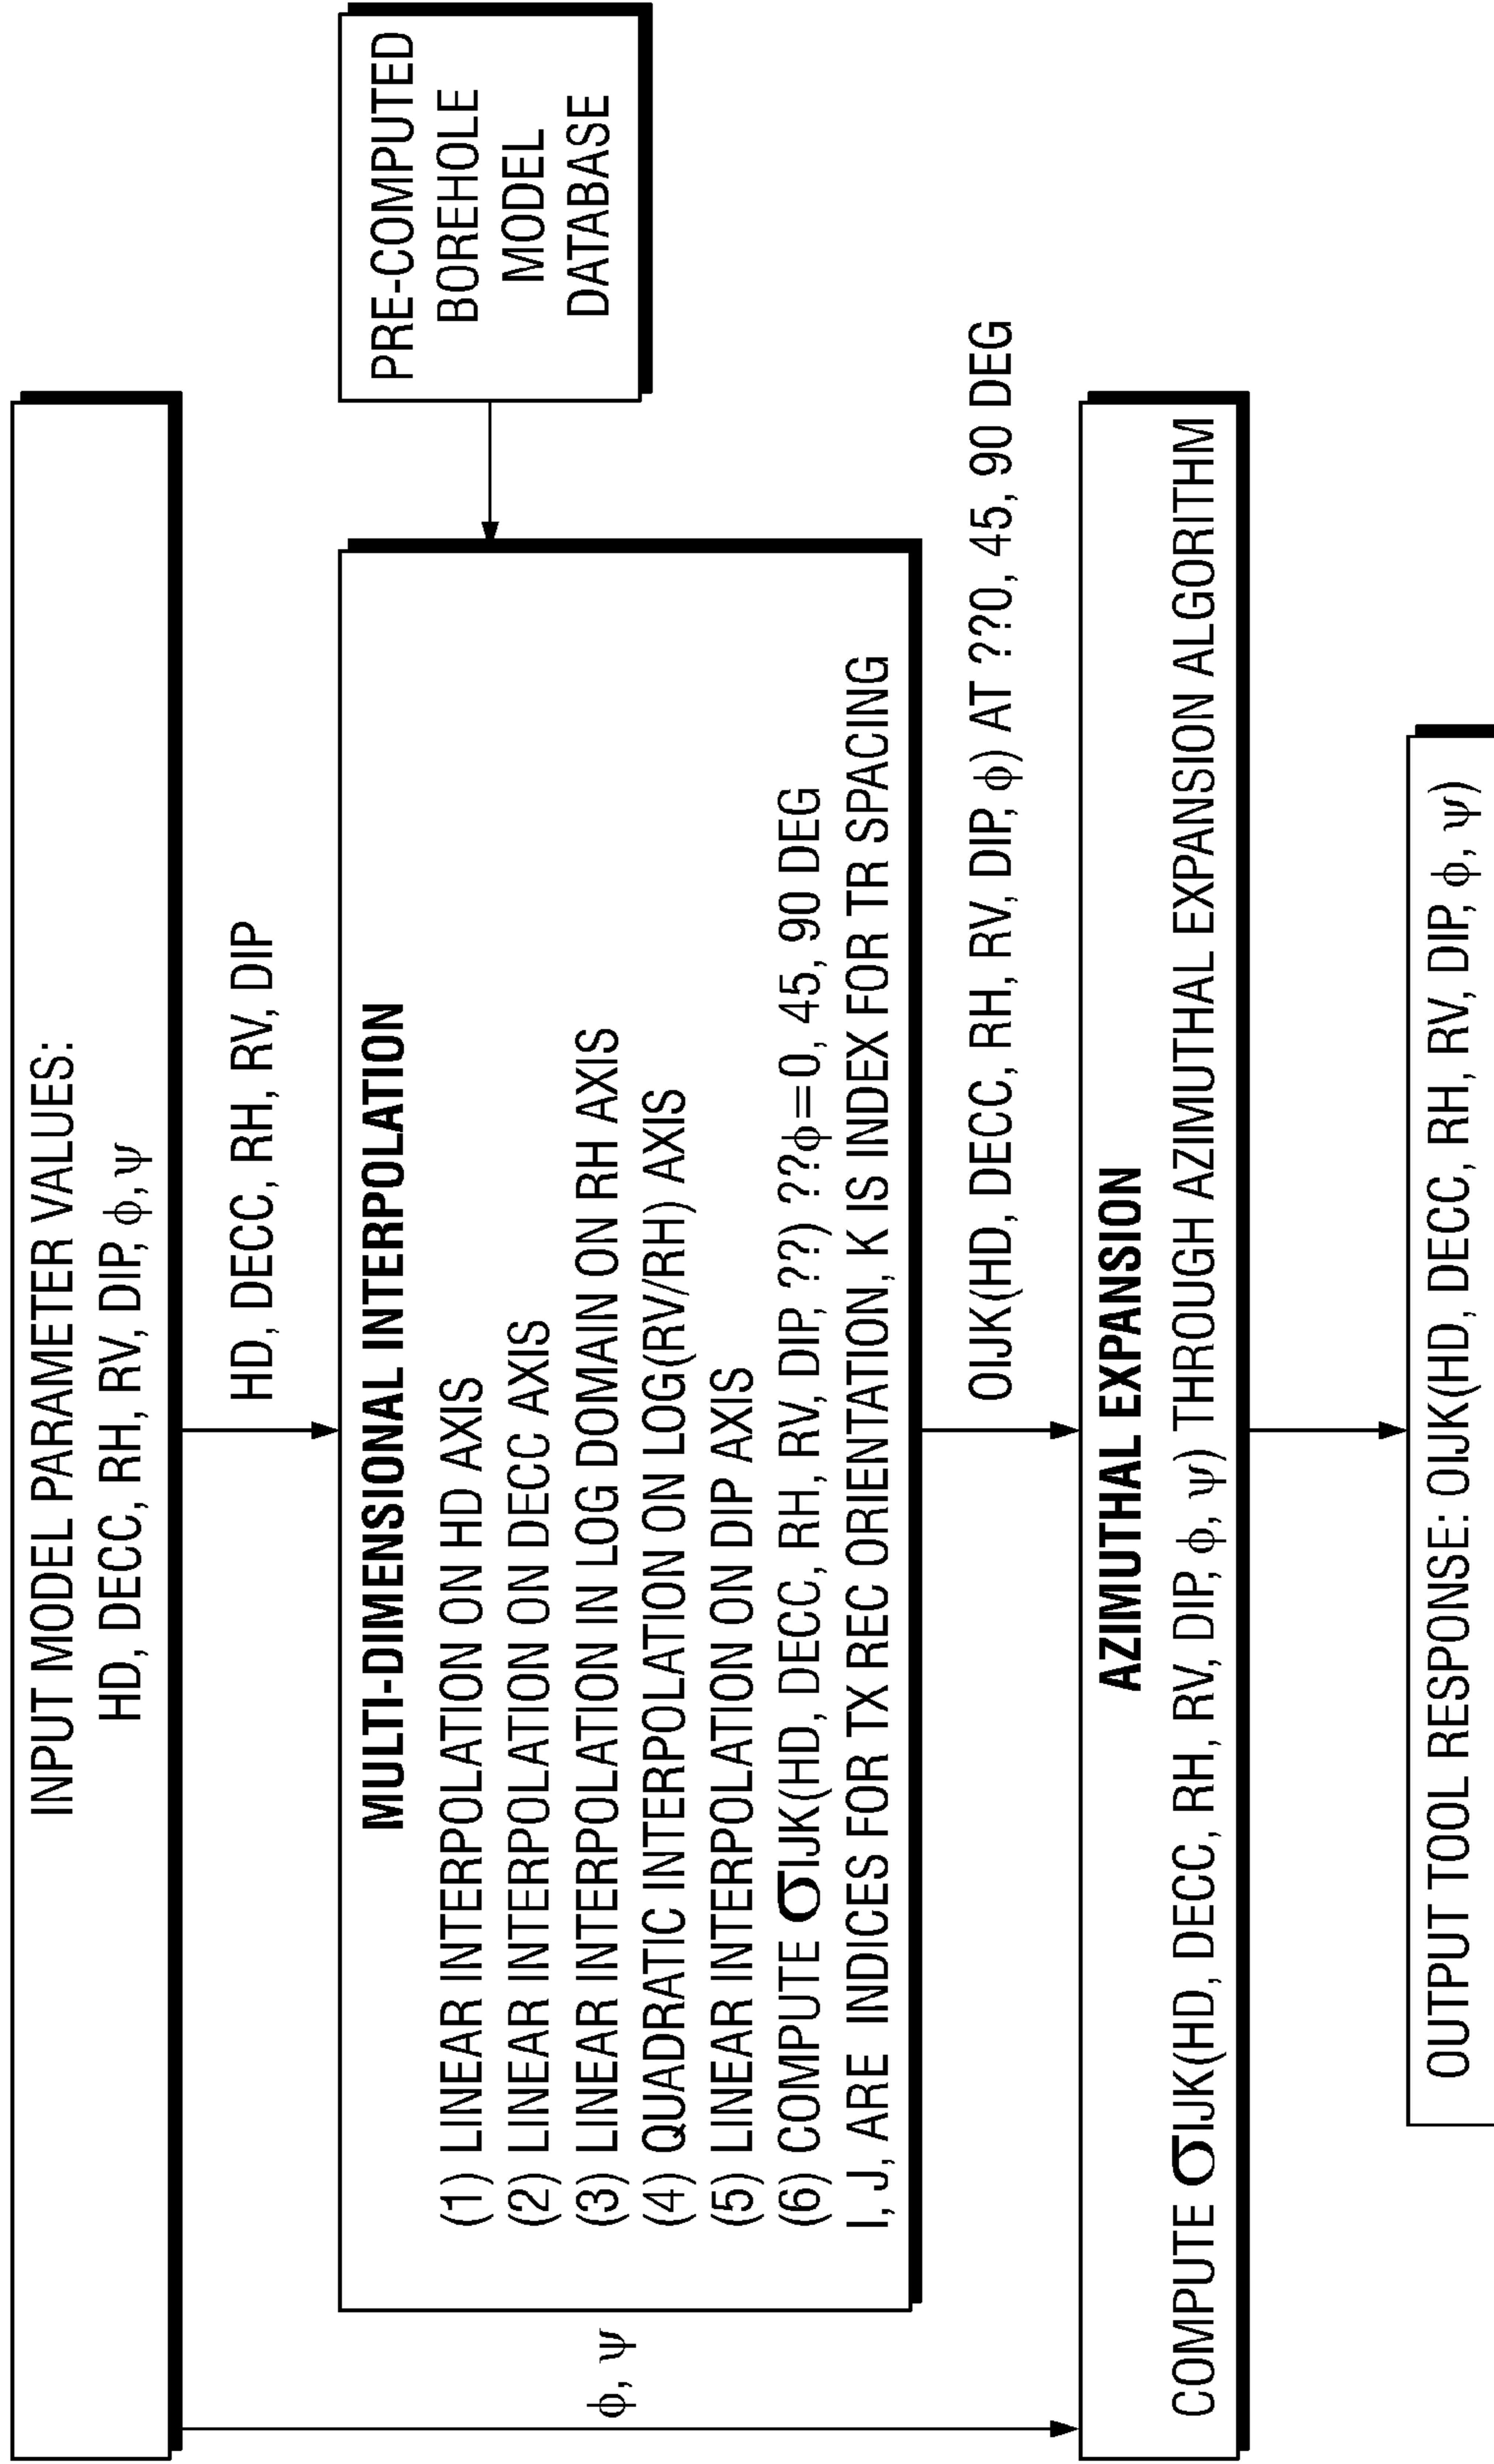 INPUT MODEL PARAMETER VALUES:
HD, DECC, RH, RV, DIP, ϕ, ψ
HD, DECC, RH, RV, DIP
ϕ, ψ
MULTI-DIMENSIONAL INTERPOLATION
(1) LINEAR INTERPOLATION ON HD AXIS
(2) LINEAR INTERPOLATION ON DECC AXIS
(3) LINEAR INTERPOLATION IN LOG DOMAIN ON RH AXIS
(4) QUADRATIC INTERPOLATION ON LOG(RV/RH) AXIS
(5) LINEAR INTERPOLATION ON DIP AXIS
(6) COMPUTE σIJK(HD, DECC, RH, RV, DIP, ??) ??ϕ=0, 45, 90 DEG
I, J, ARE INDICES FOR TX REC ORIENTATION, K IS INDEX FOR TR SPACING
PRE-COMPUTED
BOREHOLE
MODEL
DATABASE
OIJK(HD, DECC, RH, RV, DIP, ϕ) AT ??0, 45, 90 DEG
AZIMUTHAL EXPANSION
COMPUTE σIJK(HD, DECC, RH, RV, DIP, ϕ, ψ) THROUGH AZIMUTHAL EXPANSION ALGORITHM
OUTPUT TOOL RESPONSE: OIJK(HD, DECC, RH, RV, DIP, ϕ, ψ)